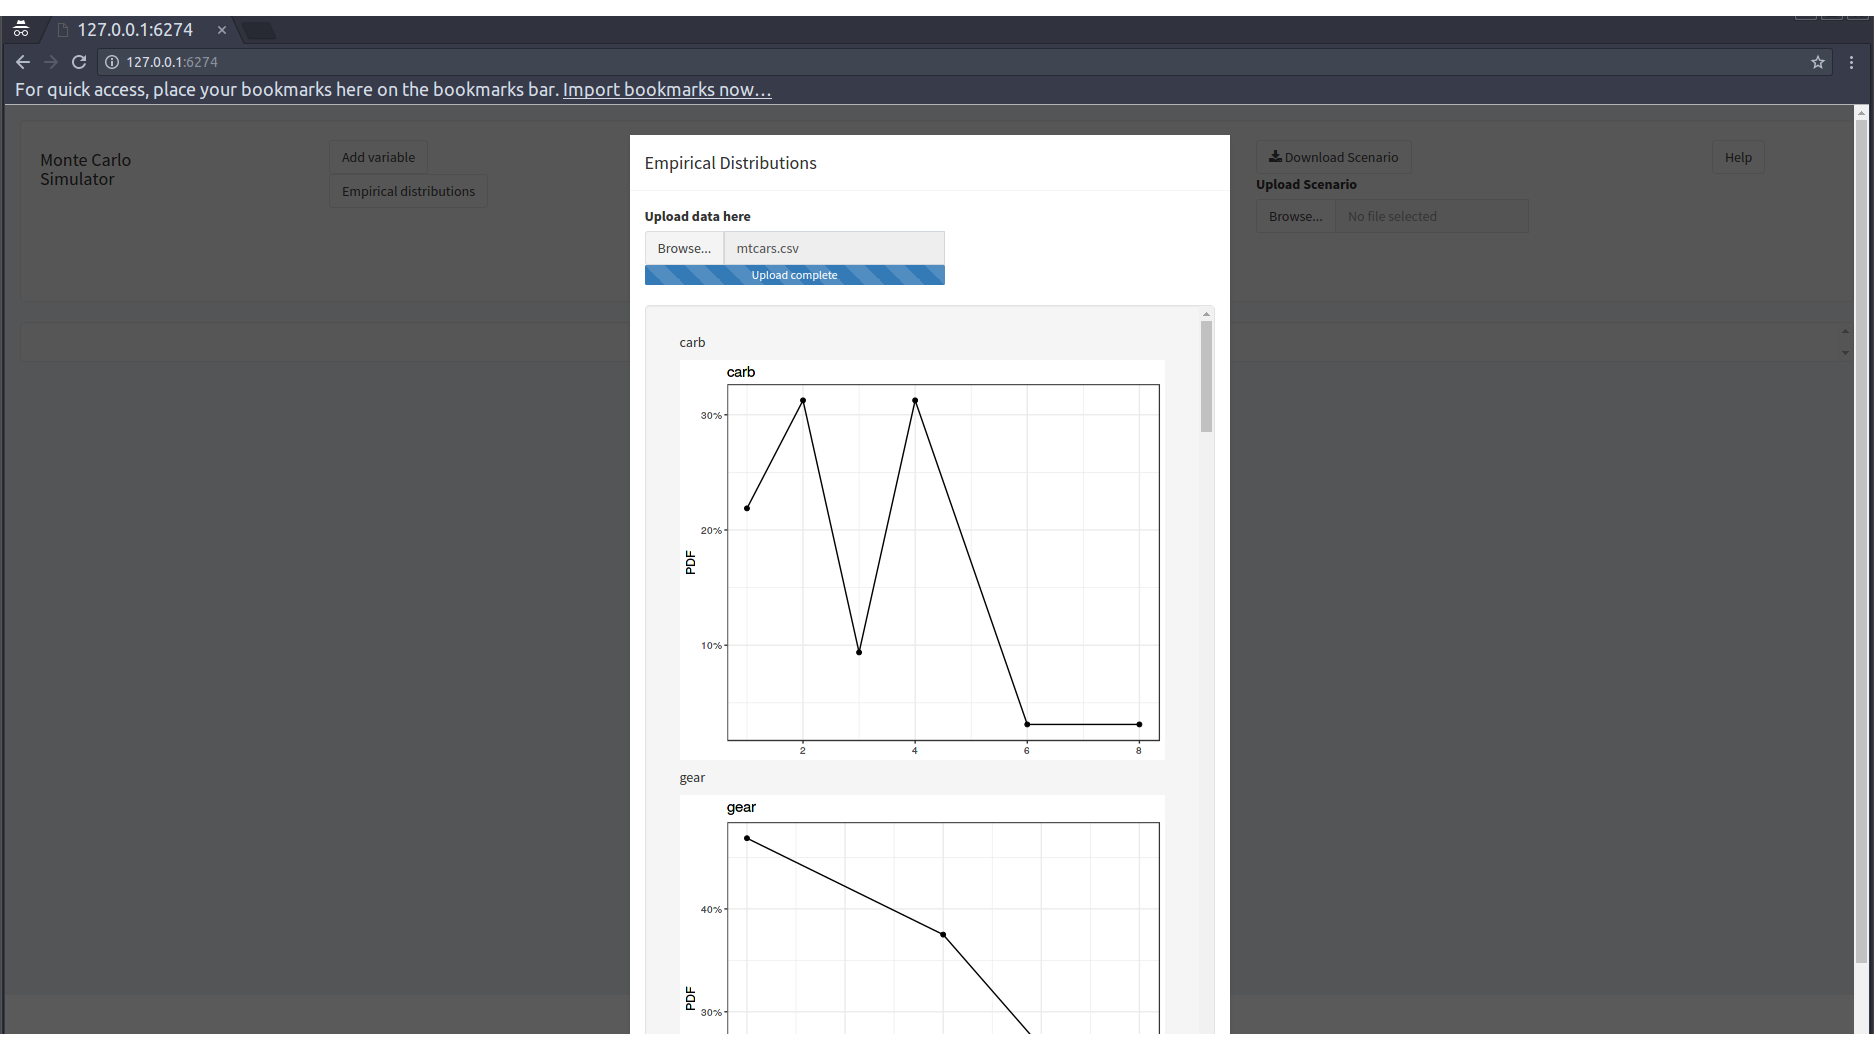 127.0.0.1:6274
127.0.0.1:6274
For quick access, place your bookmarks here on the bookmarks bar. Import bookmarks now...
Monte Carlo
Simulator
Add variable
Empirical distributions
Empirical Distributions
Upload data here
Browse...
mtcars.csv
Upload complete
carb
carb
30%
20%
10%
PDF
2
4
6
8
gear
gear
40%
30%
PDF
Download Scenario
Upload Scenario
Browse...
No file selected
Help